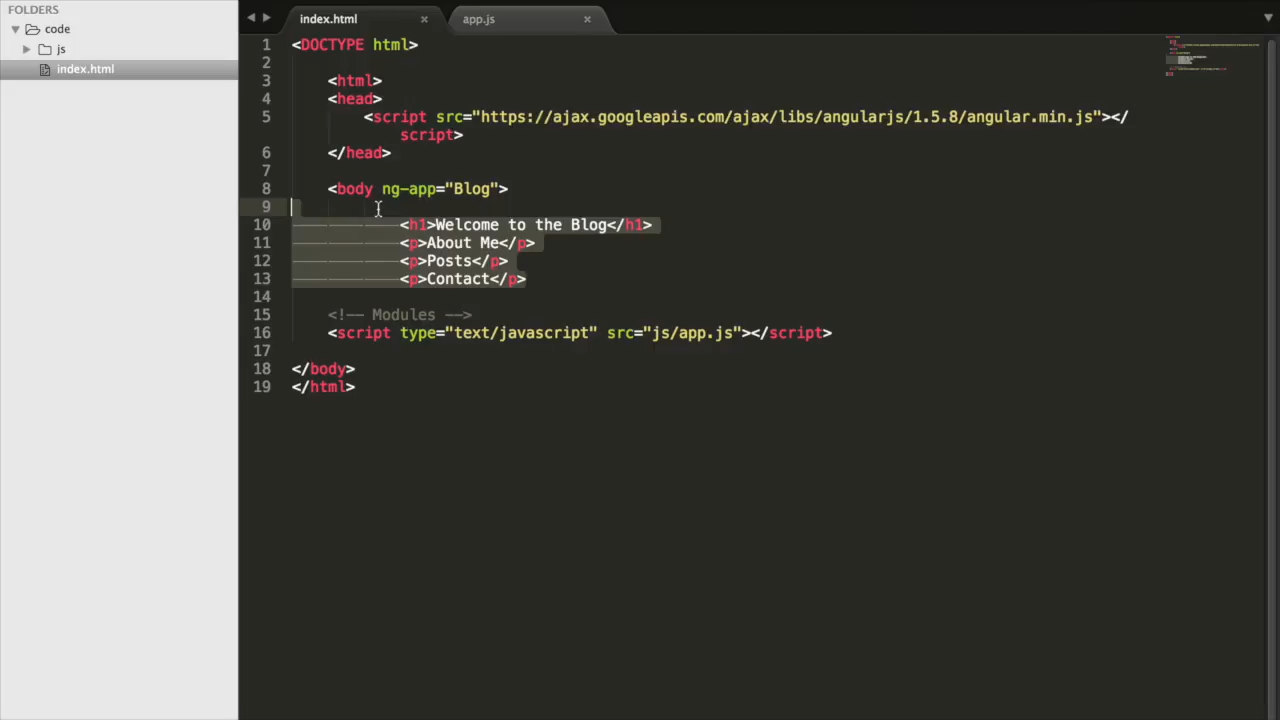 FOLDERS
code
js
index.html
index.html
app.js
1 <DOCTYPE html>
2
3 <html>
4 <head>
5 <script src="https://ajax.googleapis.com/ajax/libs/angularjs/1.5.8/angular.min.js"></
script>
6 </head>
7
8 <body ng-app="Blog">
9
10 <h1>Welcome to the Blog</h1>
11 <p>About Me</p>
12 <p>Posts</p>
13 <p>Contact</p>
14
15 <!-- Modules -->
16 <script type="text/javascript" src="js/app.js"></script>
17
18 </body>
19 </html>